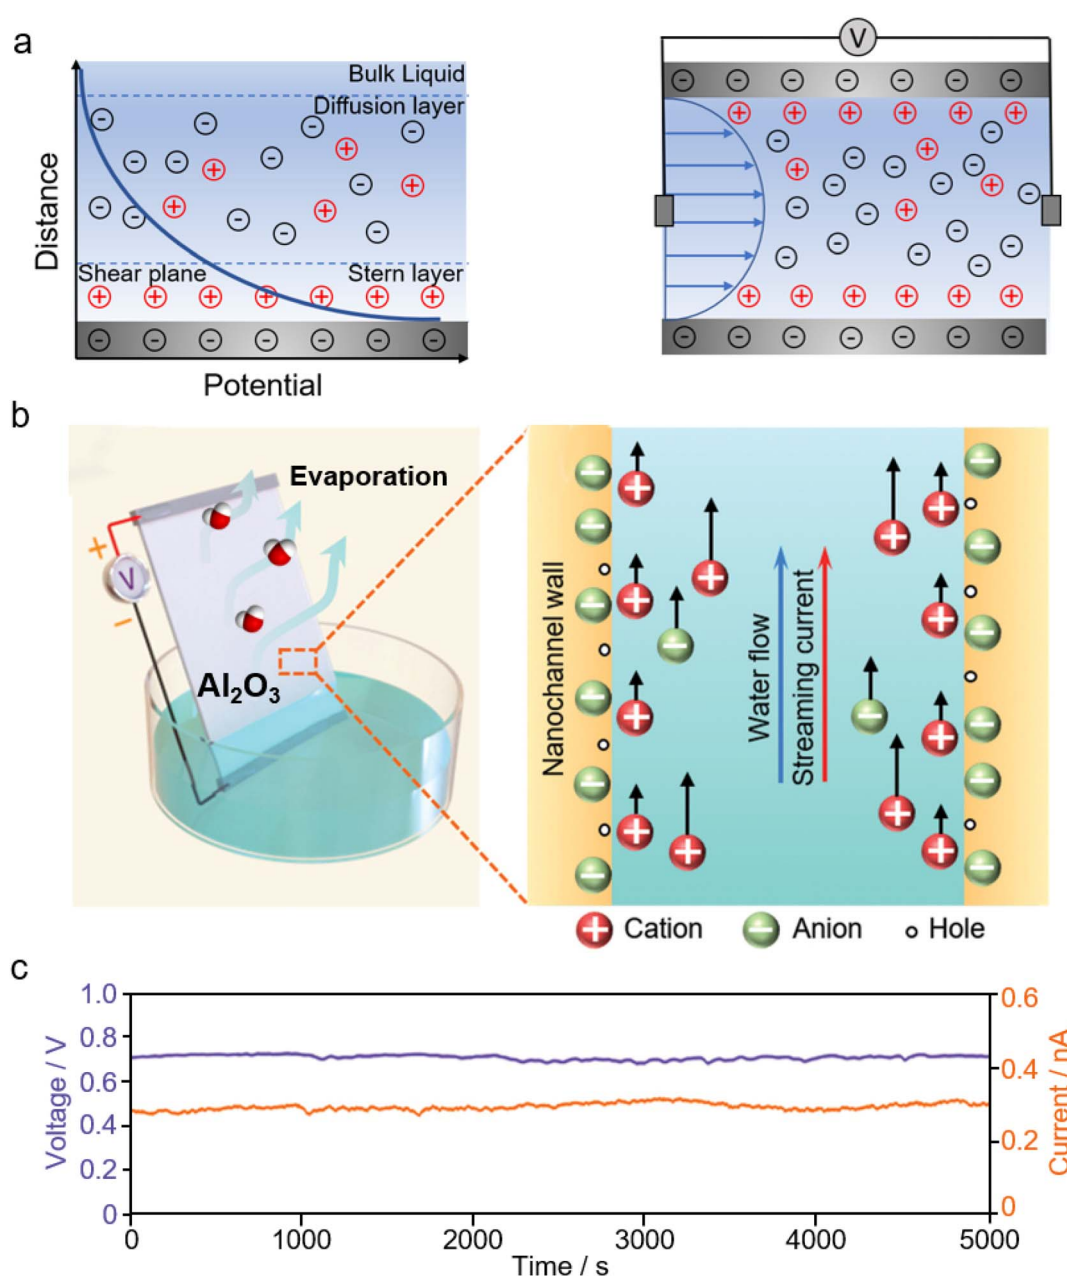 a
Bulk Liquid
Diffusion layer
Shear plane
Stern layer
Distance
Potential
V
b
Evaporation
+
V
−
Al₂O₃
Nanochannel wall
Water flow
Streaming current
Cation
Anion
Hole
c
1.0
0.8
0.6
0.4
0.2
0
Voltage / V
0.6
0.4
0.2
0
Current / nA
0
1000
2000
3000
4000
5000
Time / s